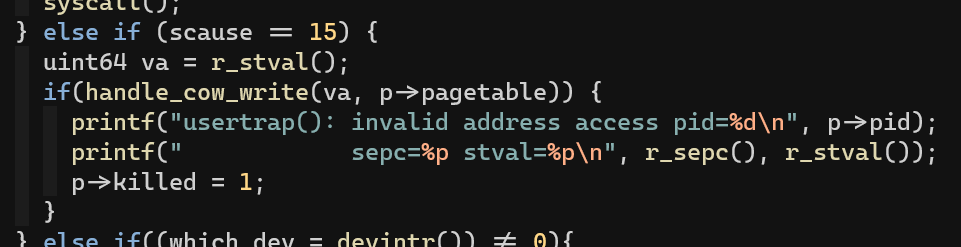 syscall();
} else if (scause == 15) {
uint64 va = r_stval();
if(handle_cow_write(va, p->pagetable)) {
printf("usertrap(): invalid address access pid=%d\n", p->pid);
printf("            sepc=%p stval=%p\n", r_sepc(), r_stval());
p->killed = 1;
}
} else if((which_dev = devintr()) != 0){